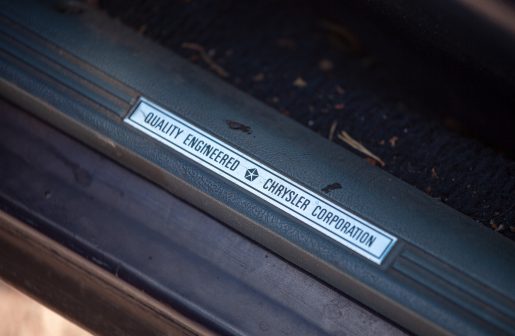 QUALITY ENGINEERED CHRYSLER CORPORATION